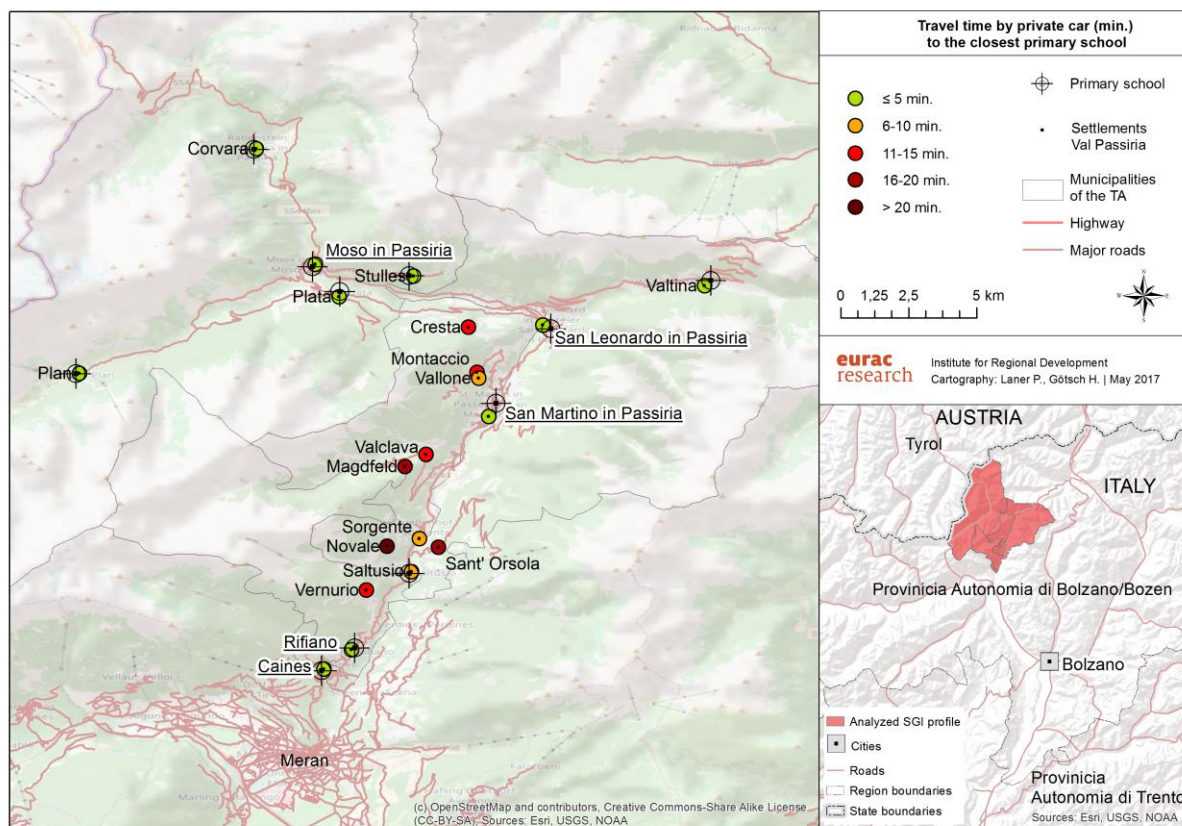 Travel time by private car (min.)
to the closest primary school
≤ 5 min.
6-10 min.
11-15 min.
16-20 min.
> 20 min.
Primary school
Settlements
Val Passiria
Municipalities
of the TA
Highway
Major roads
0 1,25 2,5 5 km
eurac
research
Institute for Regional Development
Cartography: Laner P., Götsch H. | May 2017
Corvara
Moso in Passiria
Stulles
Plata
Valtina
Cresta
San Leonardo in Passiria
Montaccio
Vallone
Plan
San Martino in Passiria
Valclava
Magdfeld
Sorgente
Novale
Sant' Orsola
Saltusio
Vernurio
Rifiano
Caines
Meran
(c) OpenStreetMap and contributors, Creative Commons-Share Alike License
(CC-BY-SA), Sources: Esri, USGS, NOAA
AUSTRIA
Tyrol
ITALY
Provinicia Autonomia di Bolzano/Bozen
Bolzano
Analyzed SGI profile
Cities
Roads
Region boundaries
State boundaries
Provinicia
Autonomia di Trento
Sources: Esri, USGS, NOAA